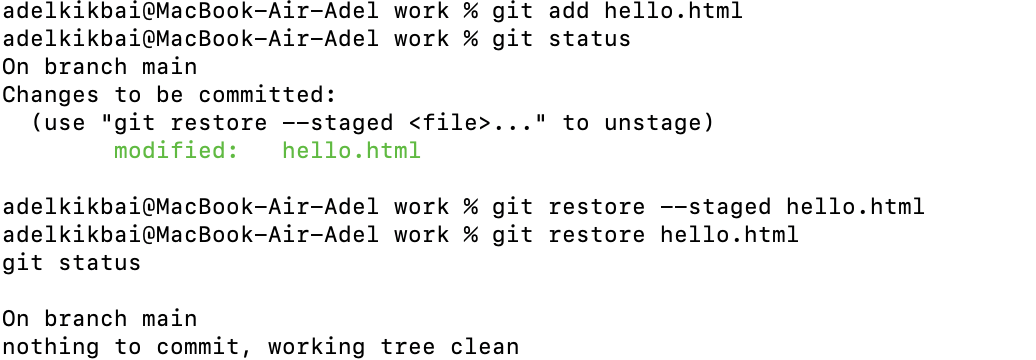 adelkikbai@MacBook-Air-Adel work % git add hello.html
adelkikbai@MacBook-Air-Adel work % git status
On branch main
Changes to be committed:
  (use "git restore --staged <file>..." to unstage)
        modified:   hello.html

adelkikbai@MacBook-Air-Adel work % git restore --staged hello.html
adelkikbai@MacBook-Air-Adel work % git restore hello.html
git status

On branch main
nothing to commit, working tree clean